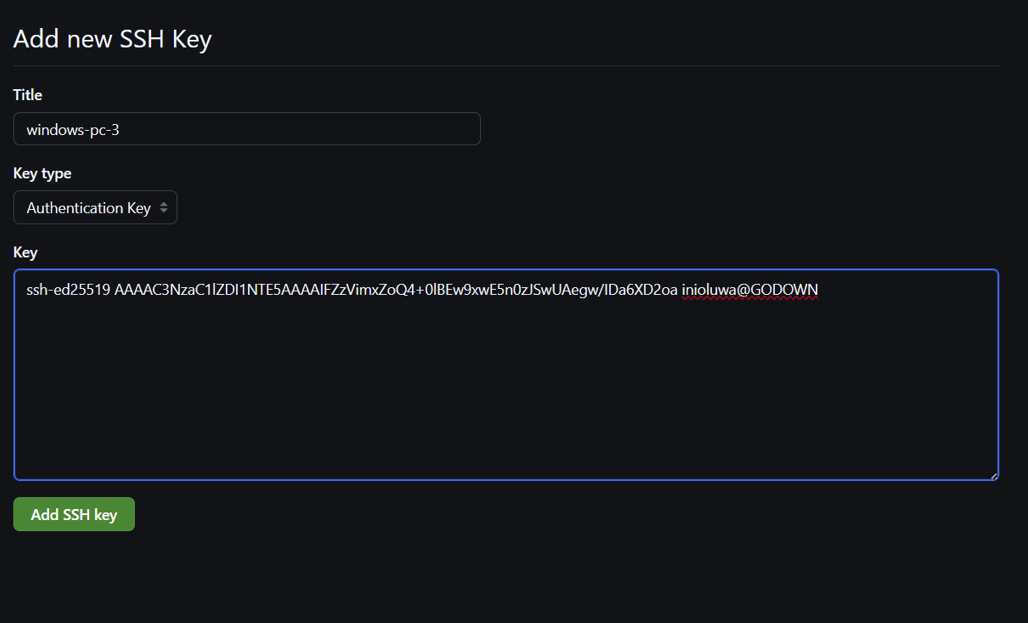 Add new SSH Key
Title
windows-pc-3
Key type
Authentication Key
Key
ssh-ed25519 AAAAC3NzaC1lZDI1NTE5AAAAIFZzVimxZoQ4+0lBEw9xwE5n0zJSwUAegw/IDa6XD2oa inioluwa@GODOWN
Add SSH key